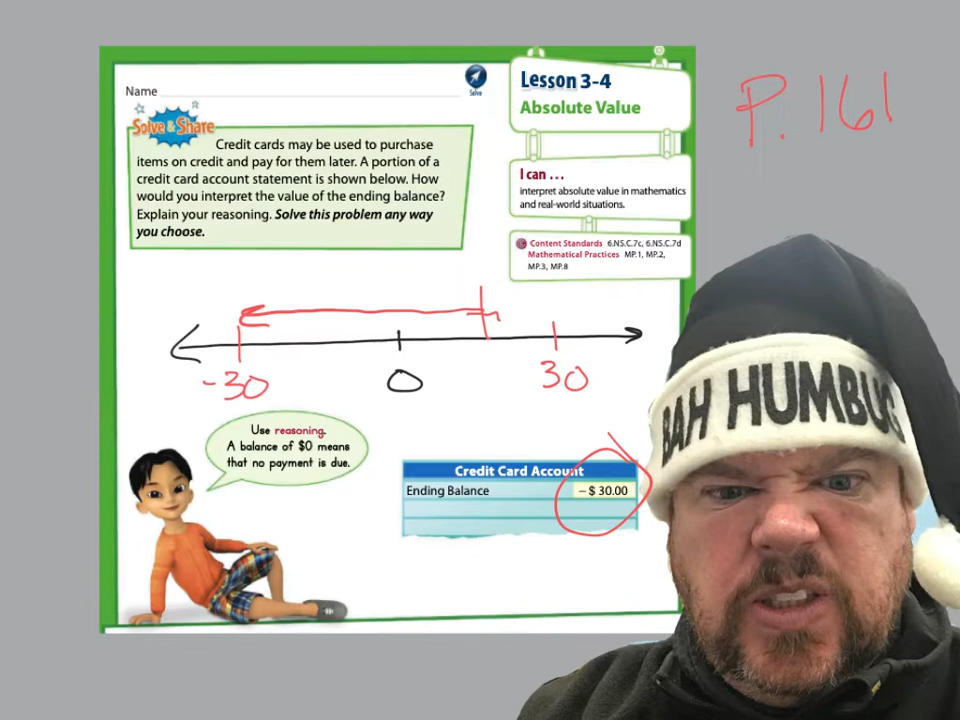 Name
Solve
Solve & Share
Credit cards may be used to purchase
items on credit and pay for them later. A portion of a
credit card account statement is shown below. How
would you interpret the value of the ending balance?
Explain your reasoning. Solve this problem any way
you choose.
Lesson 3-4
Absolute Value
I can ...
interpret absolute value in mathematics
and real-world situations.
Content Standards 6.NS.C.7c, 6.NS.C.7d
Mathematical Practices MP.1, MP.2,
MP.3, MP.8
P. 161
-30
0
30
Use reasoning.
A balance of $0 means
that no payment is due.
Credit Card Account
Ending Balance – $ 30.00
BAH HUMBUG